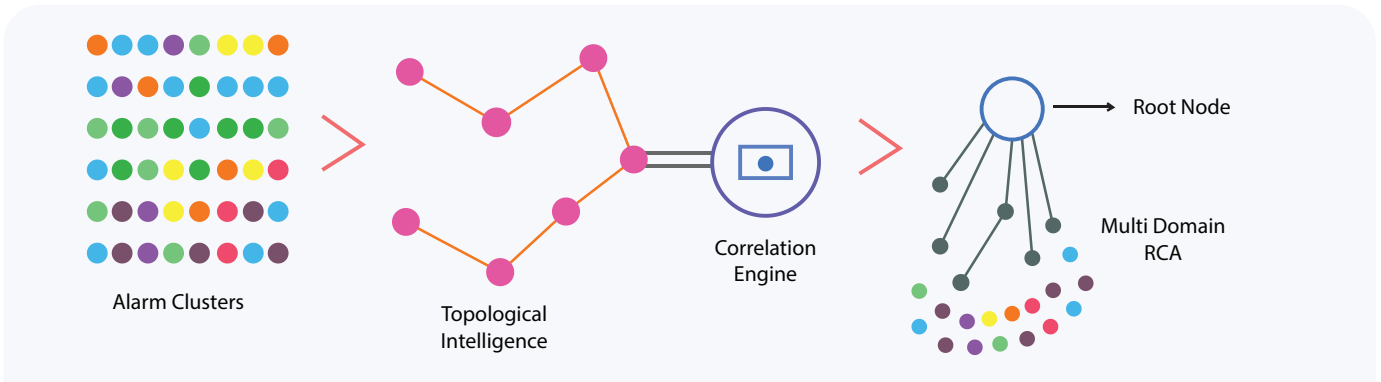 Alarm Clusters
Topological
Intelligence
Correlation
Engine
Root Node
Multi Domain
RCA